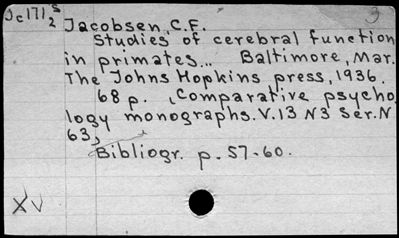 Jc171 S
2
3
Jacobsen, C.F.
Studies of cerebral function
in primates... Baltimore, Mar.
The Johns Hopkins press, 1936.
68 p. (Comparative psycho
logy monographs. V.13 N3 Ser.N.
63)
Bibliogr. p. 57-60.
XV